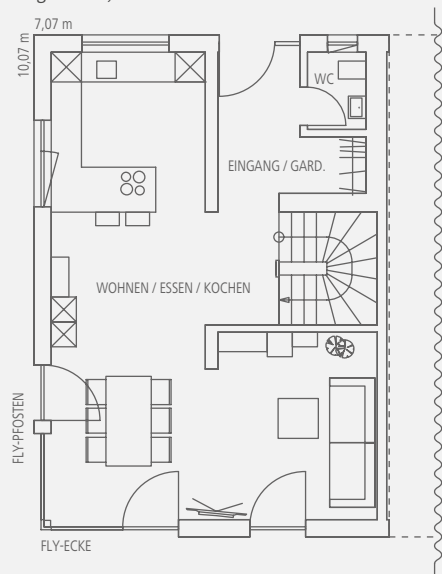 7,07 m
10,07 m
WC
EINGANG / GARD.
WOHNEN / ESSEN / KOCHEN
FLY-PFOSTEN
FLY-ECKE